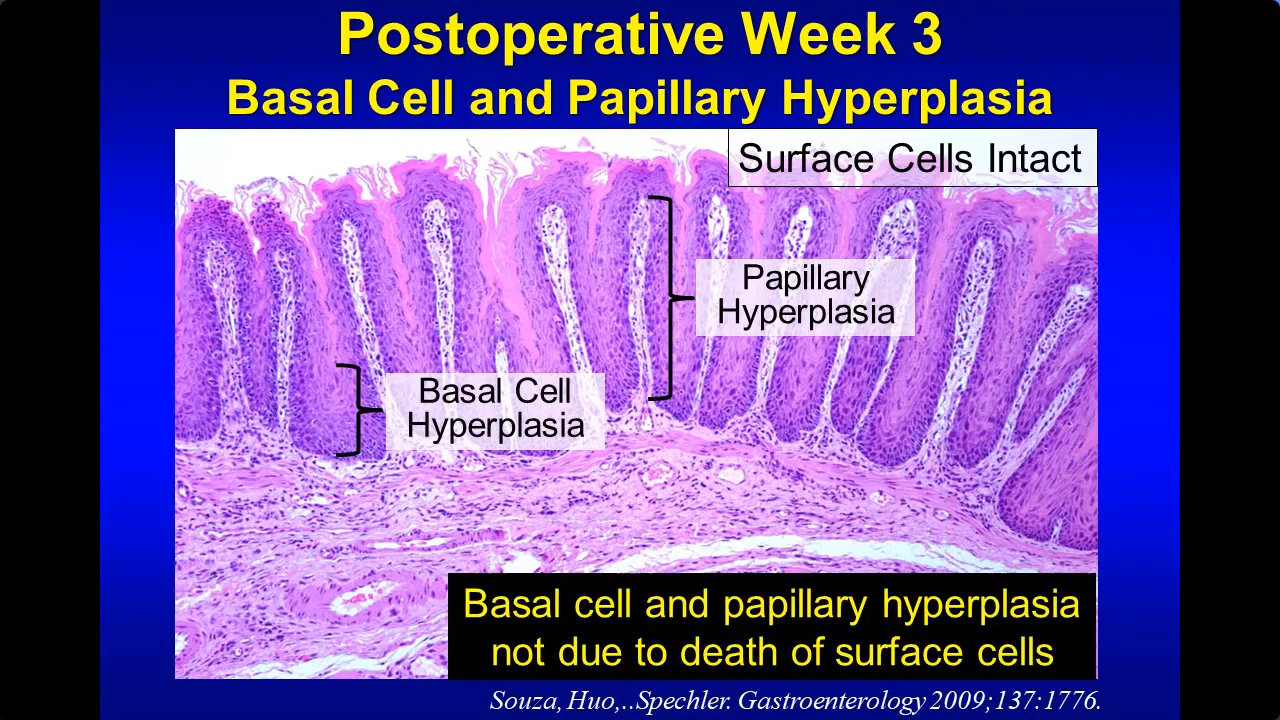 Postoperative Week 3
Basal Cell and Papillary Hyperplasia
Surface Cells Intact
Papillary
Hyperplasia
Basal Cell
Hyperplasia
Basal cell and papillary hyperplasia
not due to death of surface cells
Souza, Huo,..Spechler. Gastroenterology 2009;137:1776.